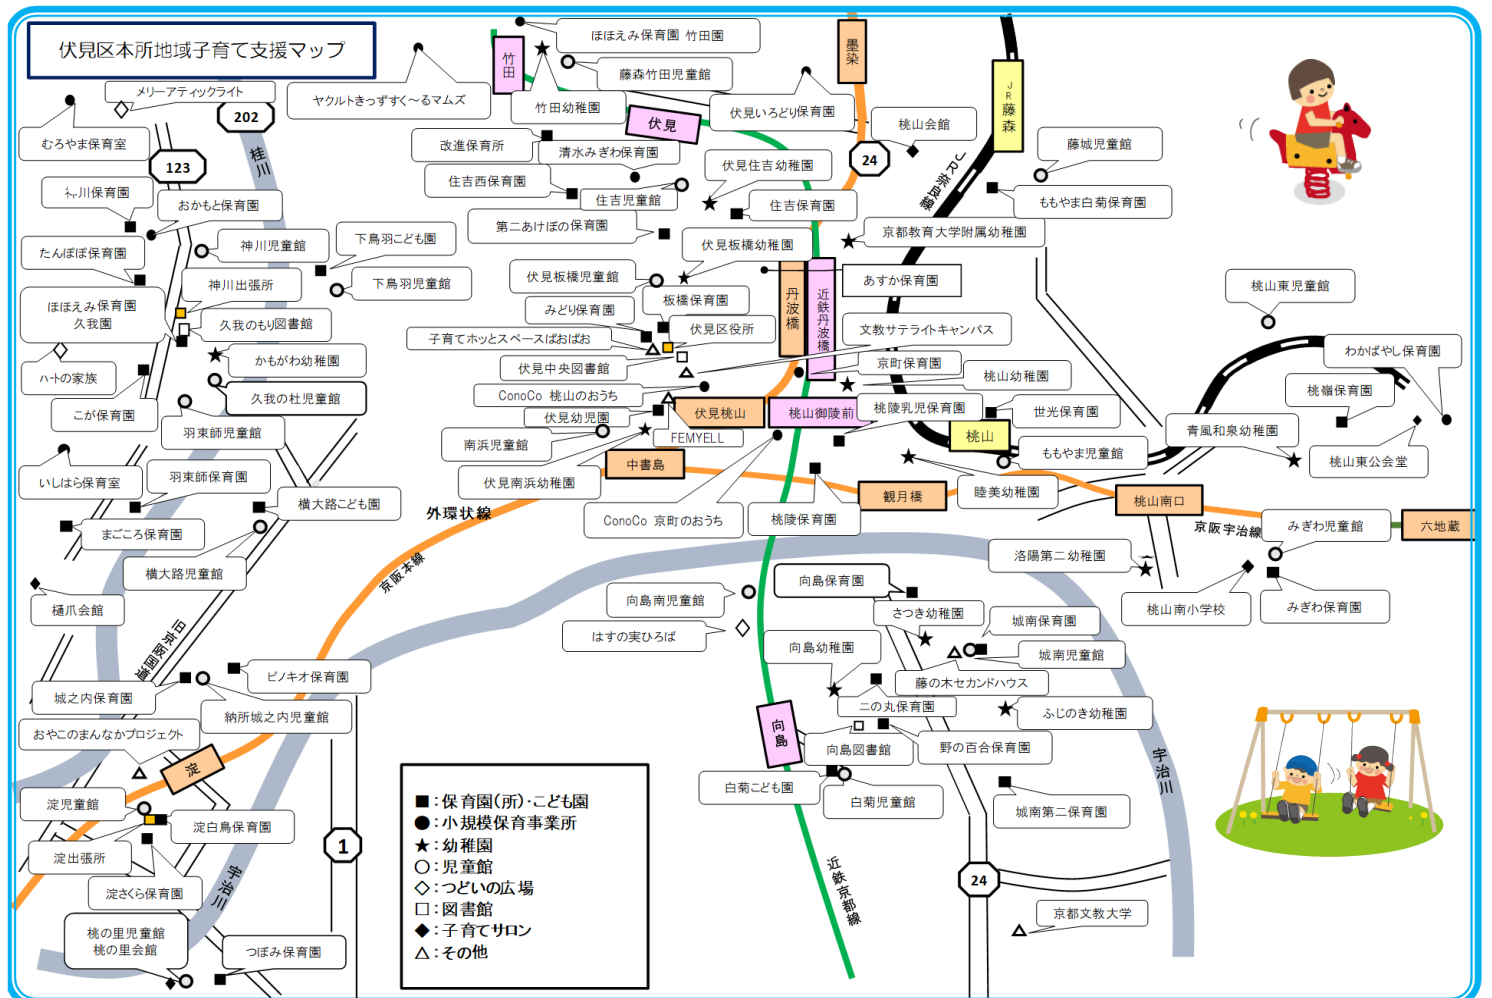 伏見区本所地域子育て支援マップ
竹田
ほほえみ保育園 竹田園
墨染
藤森竹田児童館
JR藤森
メリーアティックライト
ヤクルトきっずすく～るマムズ
竹田幼稚園
伏見いろどり保育園
202
伏見
桃山会館
むろやま保育室
改進保育所
清水みぎわ保育園
藤城児童館
桂川
24
JR奈良線
123
伏見住吉幼稚園
住吉西保育園
神川保育園
おかもと保育園
住吉児童館
住吉保育園
ももやま白菊保育園
第二あけぼの保育園
京都教育大学附属幼稚園
たんぽぽ保育園
神川児童館
下鳥羽こども園
伏見板橋幼稚園
伏見板橋児童館
あすか保育園
神川出張所
下鳥羽児童館
桃山東児童館
丹波橋
近鉄丹波橋
ほほえみ保育園
久我園
みどり保育園
板橋保育園
久我のもり図書館
伏見区役所
文教サテライトキャンパス
子育てホッとスペースぱおぱお
わかばやし保育園
かもがわ幼稚園
伏見中央図書館
京町保育園
ハートの家族
桃山幼稚園
桃嶺保育園
久我の杜児童館
ConoCo 桃山のおうち
こが保育園
伏見幼児園
伏見桃山
桃山御陵前
桃陵乳児保育園
世光保育園
羽束師児童館
南浜児童館
FEMYELL
桃山
青風和泉幼稚園
ももやま児童館
桃山東公会堂
中書島
いしはら保育室
羽束師保育園
伏見南浜幼稚園
観月橋
睦美幼稚園
桃山南口
横大路こども園
外環状線
ConoCo 京町のおうち
桃陵保育園
京阪宇治線
みぎわ児童館
六地蔵
まごころ保育園
洛陽第二幼稚園
横大路児童館
京阪本線
向島保育園
樋爪会館
向島南児童館
さつき幼稚園
桃山南小学校
みぎわ保育園
旧京阪国道
はすの実ひろば
城南保育園
向島幼稚園
城南児童館
ピノキオ保育園
藤の木セカンドハウス
城之内保育園
二の丸保育園
ふじのき幼稚園
納所城之内児童館
おやこのまんなかプロジェクト
向島
向島図書館
野の百合保育園
宇治川
淀
白菊こども園
淀児童館
白菊児童館
城南第二保育園
淀白鳥保育園
1
淀出張所
宇治川
淀さくら保育園
近鉄京都線
24
桃の里児童館
桃の里会館
つぼみ保育園
京都文教大学
■：保育園(所)・こども園
●：小規模保育事業所
★：幼稚園
○：児童館
◇：つどいの広場
□：図書館
◆：子育てサロン
△：その他